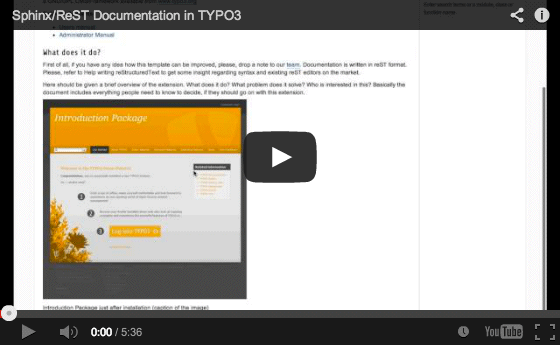 Sphinx/ReST Documentation in TYPO3
Administrator Manual
What does it do?
First of all, if you have any idea how this template can be improved, please, drop a note to our team. Documentation is written in reST format.
Please, refer to Help writing reStructuredText to get some insight regarding syntax and existing reST editors on the market.
Here should be given a brief overview of the extension. What does it do? What problem does it solve? Who is interested in this? Basically the
document includes everything people need to know to decide, if they should go on with this extension.
Introduction Package
1
2
3
Log into TYPO3
Introduction Package just after installation (caption of the image)
0:00 / 5:36
YouTube